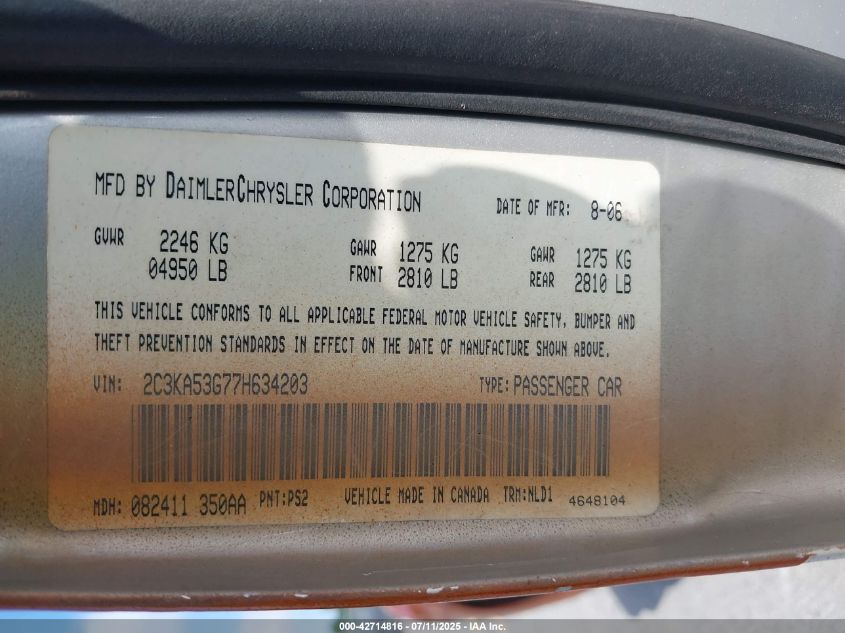 MFD BY DAIMLERCHRYSLER CORPORATION DATE OF MFR: 8-06
GVWR 2246 KG GAWR 1275 KG GAWR 1275 KG
04950 LB FRONT 2810 LB REAR 2810 LB
THIS VEHICLE CONFORMS TO ALL APPLICABLE FEDERAL MOTOR VEHICLE SAFETY, BUMPER AND
THEFT PREVENTION STANDARDS IN EFFECT ON THE DATE OF MANUFACTURE SHOWN ABOVE.
VIN: 2C3KA53G77H634203 TYPE: PASSENGER CAR
MDH: 082411 350AA PNT:PS2 VEHICLE MADE IN CANADA TRM:NLD1 4648104
000-42714816 - 07/11/2025 - IAA Inc.